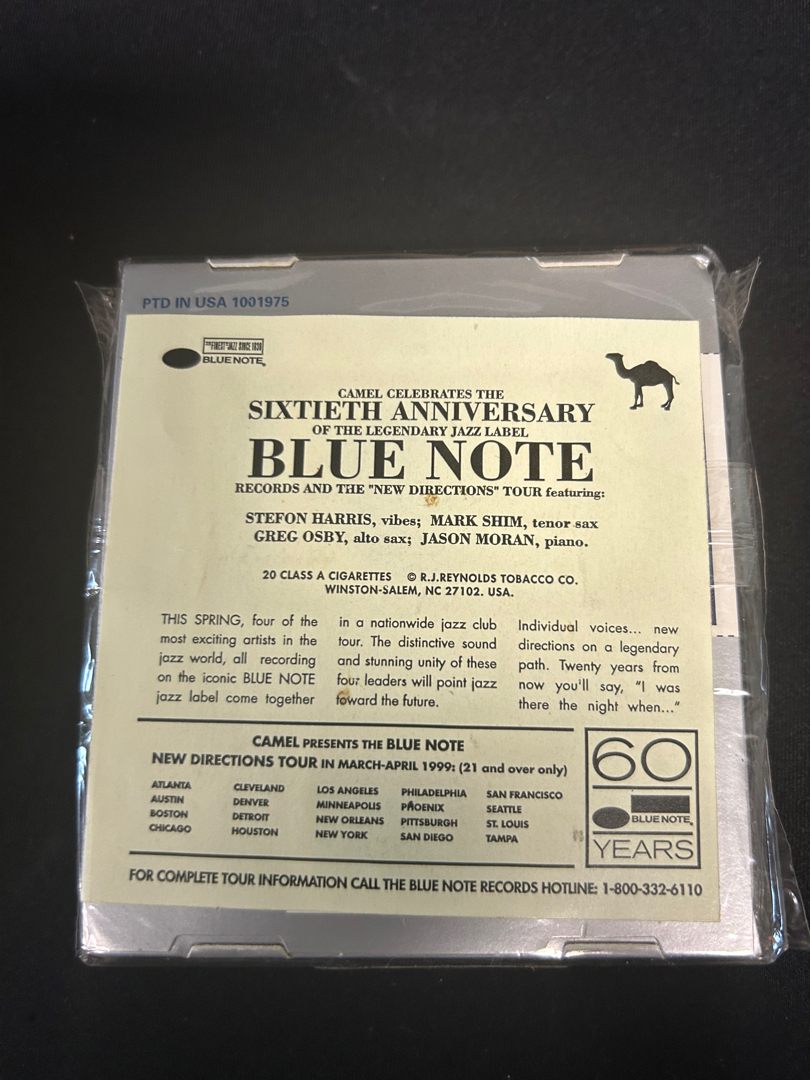 PTD IN USA 1001975
THE FINEST IN JAZZ SINCE 1939
BLUE NOTE
CAMEL CELEBRATES THE
SIXTIETH ANNIVERSARY
OF THE LEGENDARY JAZZ LABEL
BLUE NOTE
RECORDS AND THE "NEW DIRECTIONS" TOUR featuring:
STEFON HARRIS, vibes; MARK SHIM, tenor sax
GREG OSBY, alto sax; JASON MORAN, piano.
20 CLASS A CIGARETTES © R.J.REYNOLDS TOBACCO CO.
WINSTON-SALEM, NC 27102. USA.
THIS SPRING, four of the
most exciting artists in the
jazz world, all recording
on the iconic BLUE NOTE
jazz label come together
in a nationwide jazz club
tour. The distinctive sound
and stunning unity of these
four leaders will point jazz
toward the future.
Individual voices... new
directions on a legendary
path. Twenty years from
now you'll say, "I was
there the night when..."
CAMEL PRESENTS THE BLUE NOTE
NEW DIRECTIONS TOUR IN MARCH-APRIL 1999: (21 and over only)
ATLANTA
AUSTIN
BOSTON
CHICAGO
CLEVELAND
DENVER
DETROIT
HOUSTON
LOS ANGELES
MINNEAPOLIS
NEW ORLEANS
NEW YORK
PHILADELPHIA
PHOENIX
PITTSBURGH
SAN DIEGO
SAN FRANCISCO
SEATTLE
ST. LOUIS
TAMPA
60
BLUE NOTE
YEARS
FOR COMPLETE TOUR INFORMATION CALL THE BLUE NOTE RECORDS HOTLINE: 1-800-332-6110